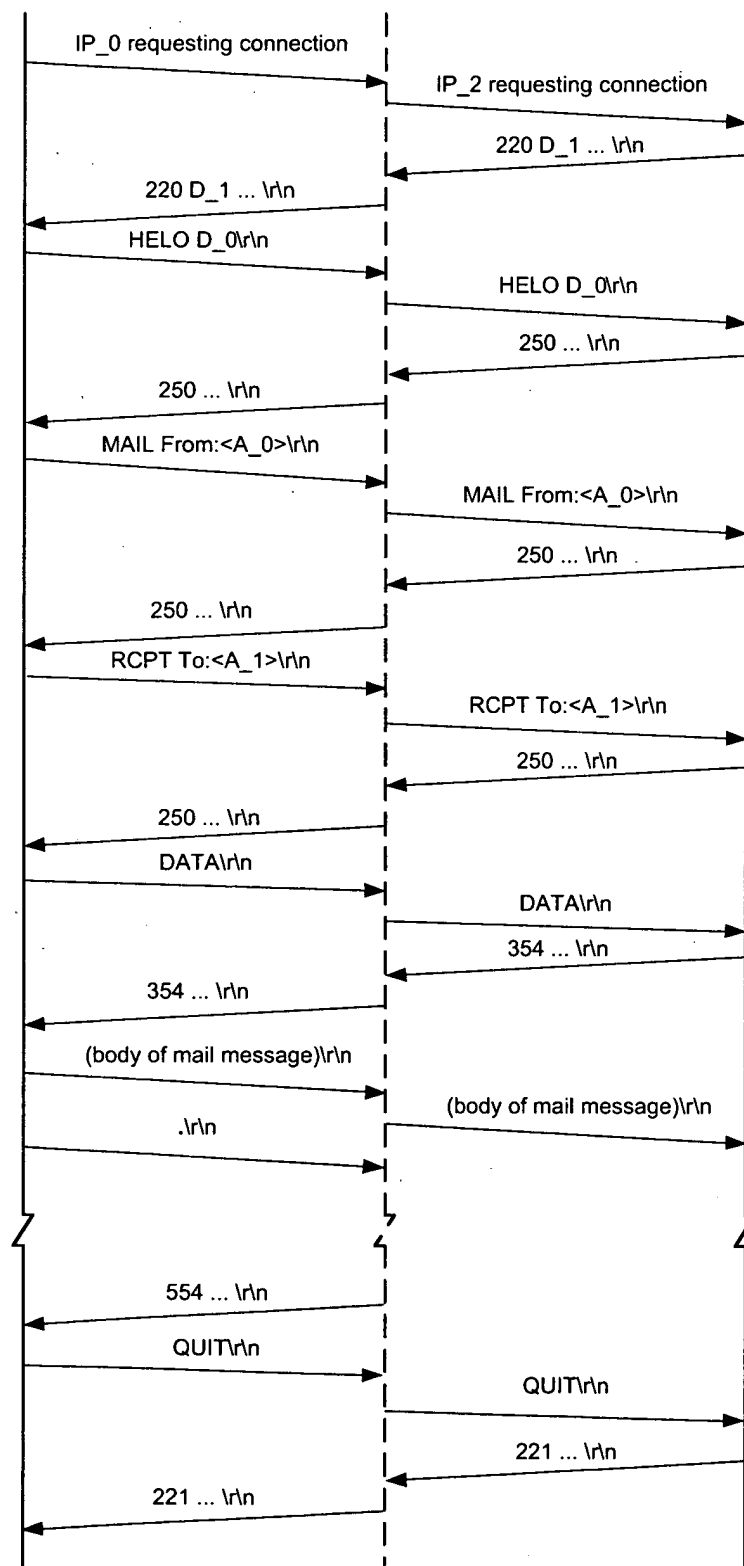 IP_0 requesting connection
IP_2 requesting connection
220 D_1 ... \r\n
220 D_1 ... \r\n
HELO D_0\r\n
HELO D_0\r\n
250 ... \r\n
250 ... \r\n
MAIL From:<A_0>\r\n
MAIL From:<A_0>\r\n
250 ... \r\n
250 ... \r\n
RCPT To:<A_1>\r\n
RCPT To:<A_1>\r\n
250 ... \r\n
250 ... \r\n
DATA\r\n
DATA\r\n
354 ... \r\n
354 ... \r\n
(body of mail message)\r\n
(body of mail message)\r\n
.\r\n
554 ... \r\n
QUIT\r\n
QUIT\r\n
221 ... \r\n
221 ... \r\n